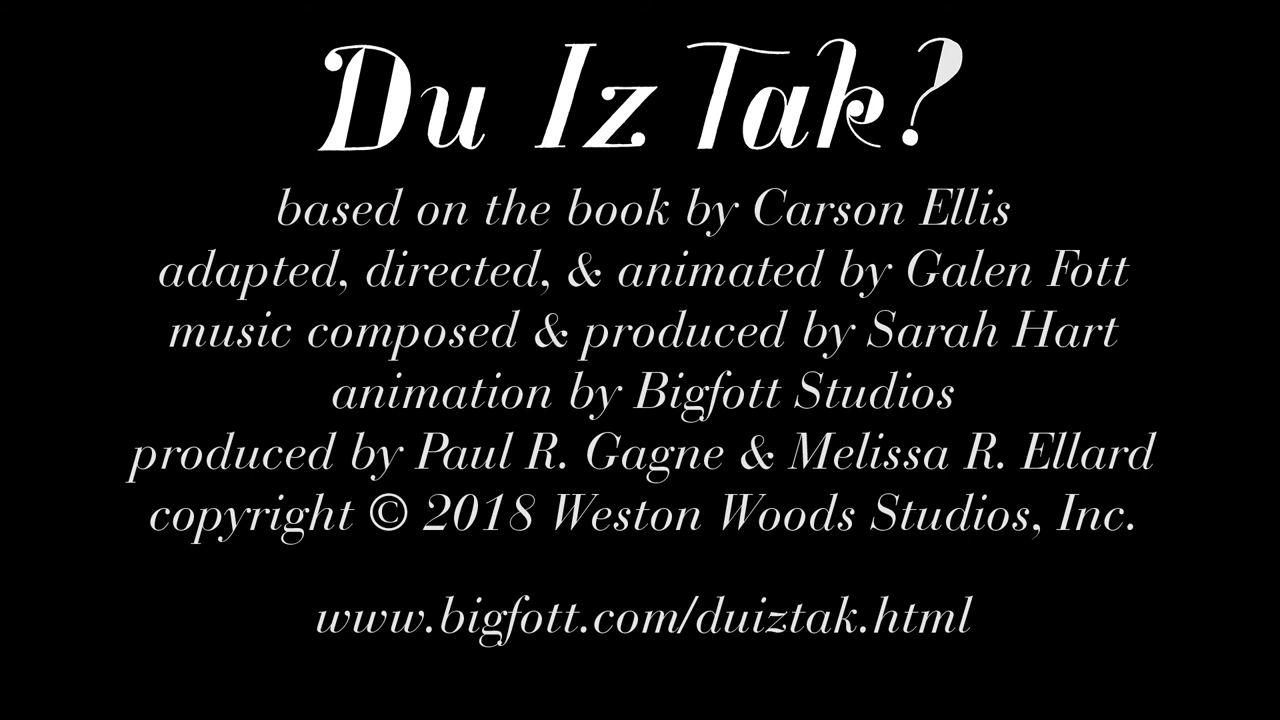 Du Iz Tak?
based on the book by Carson Ellis
adapted, directed, & animated by Galen Fott
music composed & produced by Sarah Hart
animation by Bigfott Studios
produced by Paul R. Gagne & Melissa R. Ellard
copyright © 2018 Weston Woods Studios, Inc.
www.bigfott.com/duiztak.html